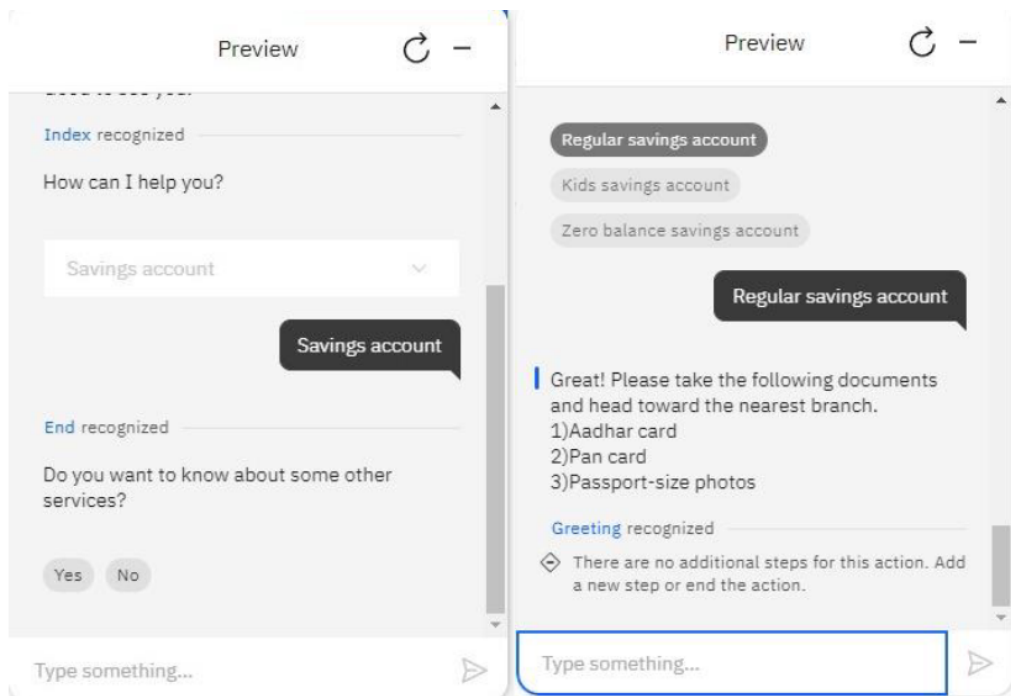 Preview
Index recognized
How can I help you?
Savings account
Savings account
End recognized
Do you want to know about some other
services?
Yes No
Type something...
Preview
Regular savings account
Kids savings account
Zero balance savings account
Regular savings account
Great! Please take the following documents
and head toward the nearest branch.
1)Aadhar card
2)Pan card
3)Passport-size photos
Greeting recognized
There are no additional steps for this action. Add
a new step or end the action.
Type something...